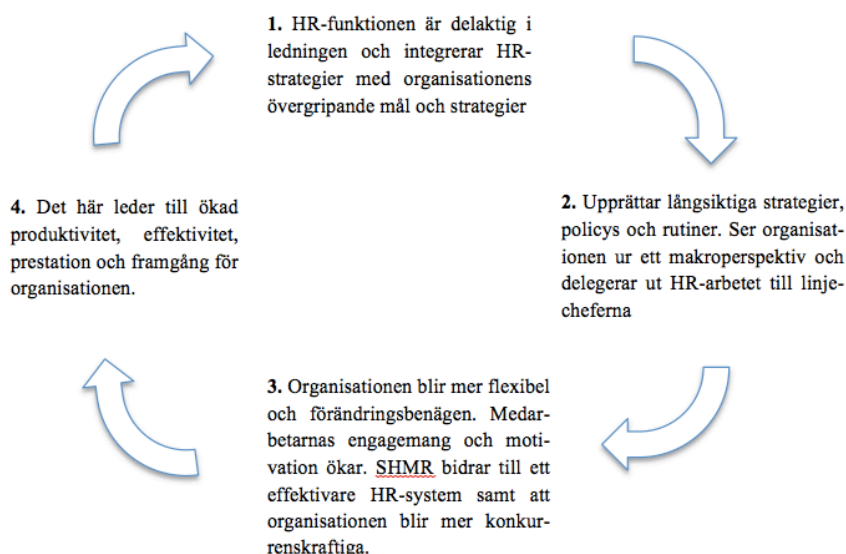 1. HR-funktionen är delaktig i
ledningen och integrerar HR-
strategier med organisationens
övergripande mål och strategier
2. Upprättar långsiktiga strategier,
policys och rutiner. Ser organisat-
ionen ur ett makroperspektiv och
delegerar ut HR-arbetet till linje-
cheferna
3. Organisationen blir mer flexibel
och förändringsbenägen. Medar-
betarnas engagemang och moti-
vation ökar. SHMR bidrar till ett
effektivare HR-system samt att
organisationen blir mer konkur-
renskraftiga.
4. Det här leder till ökad
produktivitet, effektivitet,
prestation och framgång för
organisationen.